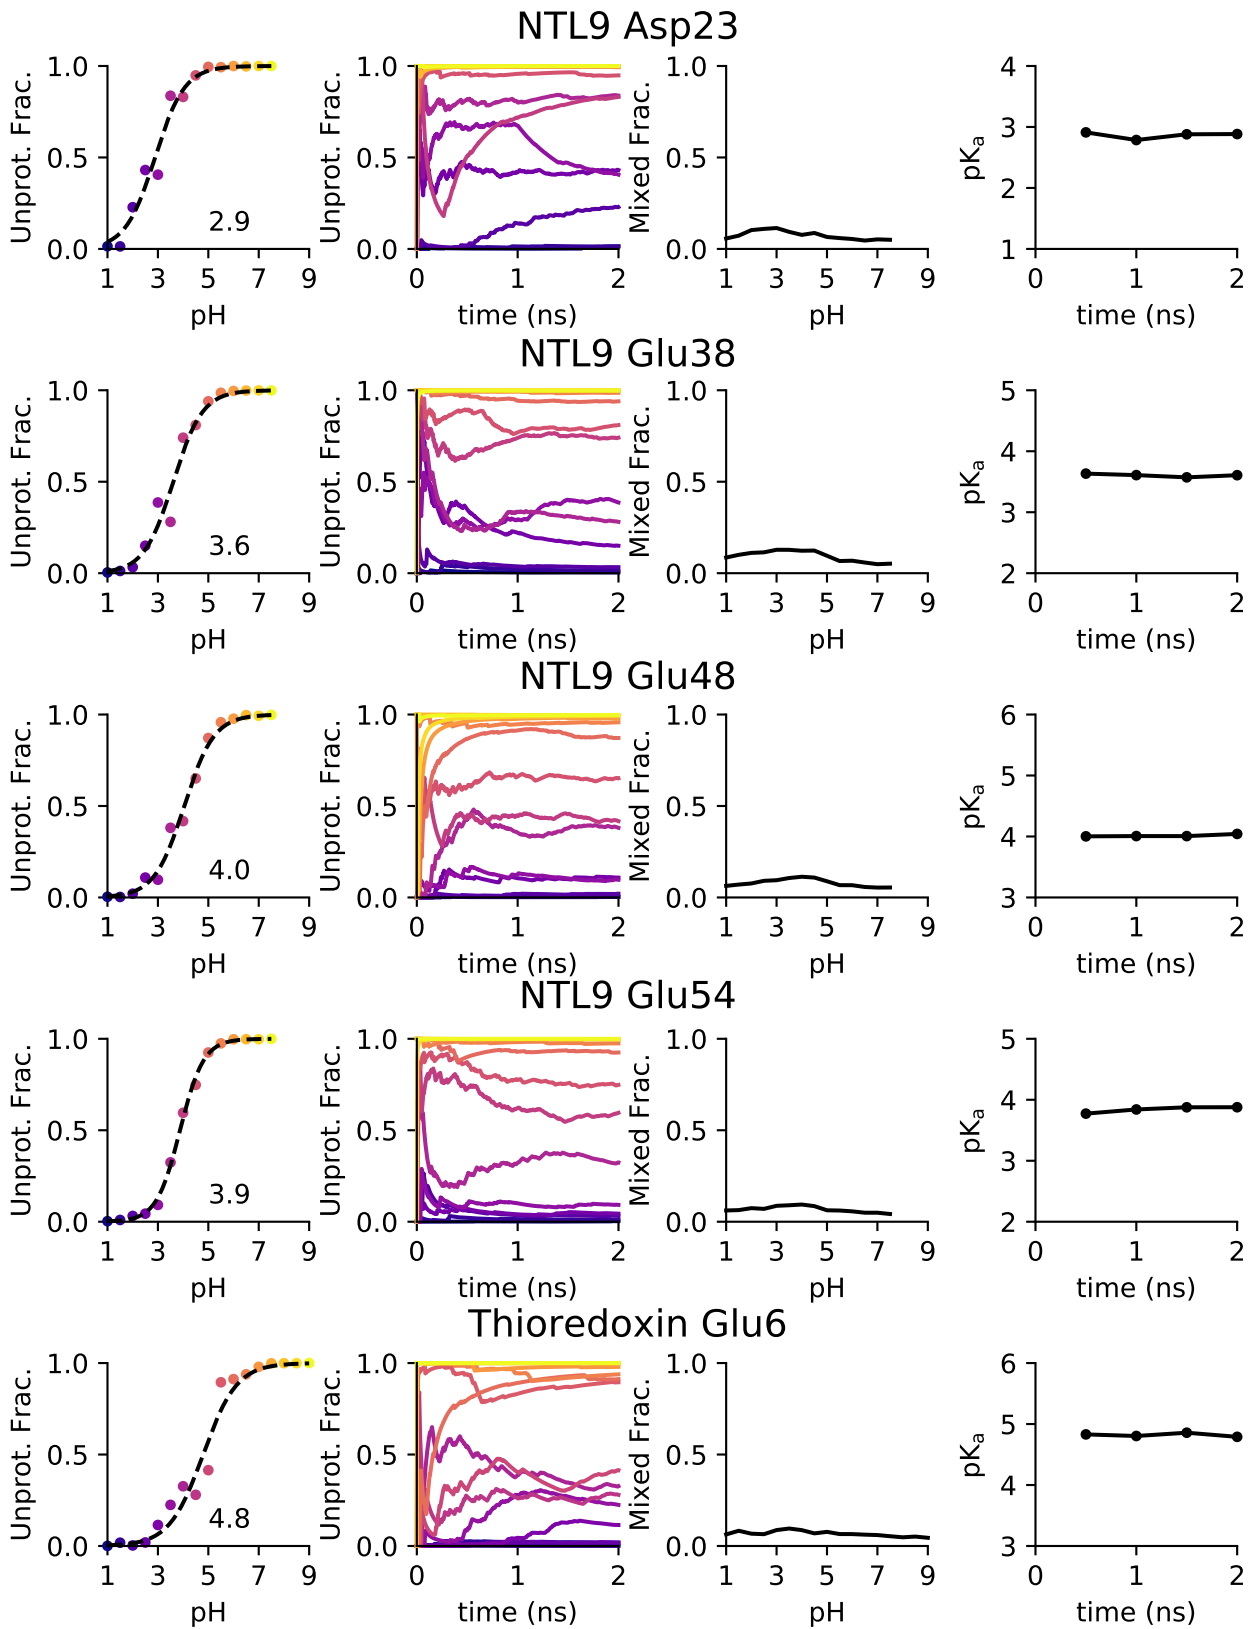 NTL9 Asp23
Unprot. Frac.
1.0
0.5
0.0
2.9
1 3 5 7 9
pH
Unprot. Frac.
1.0
0.5
0.0
0 1 2
time (ns)
Mixed Frac.
1.0
0.5
0.0
1 3 5 7 9
pH
pKa
4
3
2
1
0 1 2
time (ns)
NTL9 Glu38
Unprot. Frac.
1.0
0.5
0.0
3.6
1 3 5 7 9
pH
Unprot. Frac.
1.0
0.5
0.0
0 1 2
time (ns)
Mixed Frac.
1.0
0.5
0.0
1 3 5 7 9
pH
pKa
5
4
3
2
0 1 2
time (ns)
NTL9 Glu48
Unprot. Frac.
1.0
0.5
0.0
4.0
1 3 5 7 9
pH
Unprot. Frac.
1.0
0.5
0.0
0 1 2
time (ns)
Mixed Frac.
1.0
0.5
0.0
1 3 5 7 9
pH
pKa
6
5
4
3
0 1 2
time (ns)
NTL9 Glu54
Unprot. Frac.
1.0
0.5
0.0
3.9
1 3 5 7 9
pH
Unprot. Frac.
1.0
0.5
0.0
0 1 2
time (ns)
Mixed Frac.
1.0
0.5
0.0
1 3 5 7 9
pH
pKa
5
4
3
2
0 1 2
time (ns)
Thioredoxin Glu6
Unprot. Frac.
1.0
0.5
0.0
4.8
1 3 5 7 9
pH
Unprot. Frac.
1.0
0.5
0.0
0 1 2
time (ns)
Mixed Frac.
1.0
0.5
0.0
1 3 5 7 9
pH
pKa
6
5
4
3
0 1 2
time (ns)